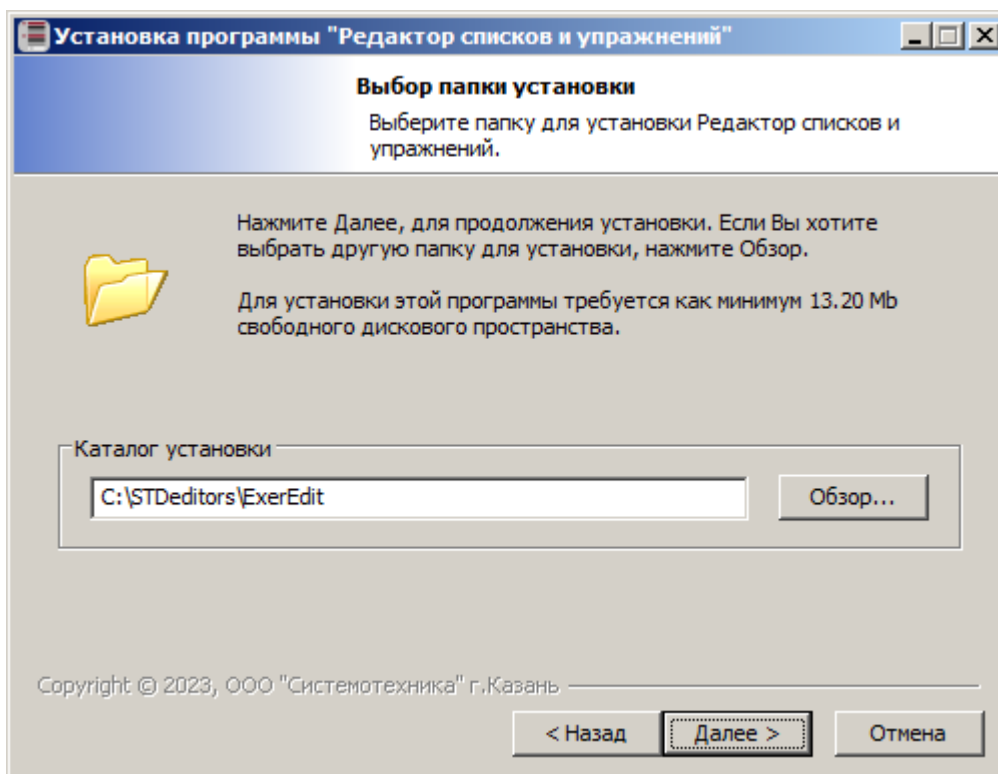 Установка программы "Редактор списков и упражнений"
Выбор папки установки
Выберите папку для установки Редактор списков и
упражнений.
Нажмите Далее, для продолжения установки. Если Вы хотите
выбрать другую папку для установки, нажмите Обзор.
Для установки этой программы требуется как минимум 13.20 Mb
свободного дискового пространства.
Каталог установки
C:\STDeditors\ExerEdit
Обзор...
Copyright © 2023, ООО "Системотехника" г.Казань
< Назад
Далее >
Отмена